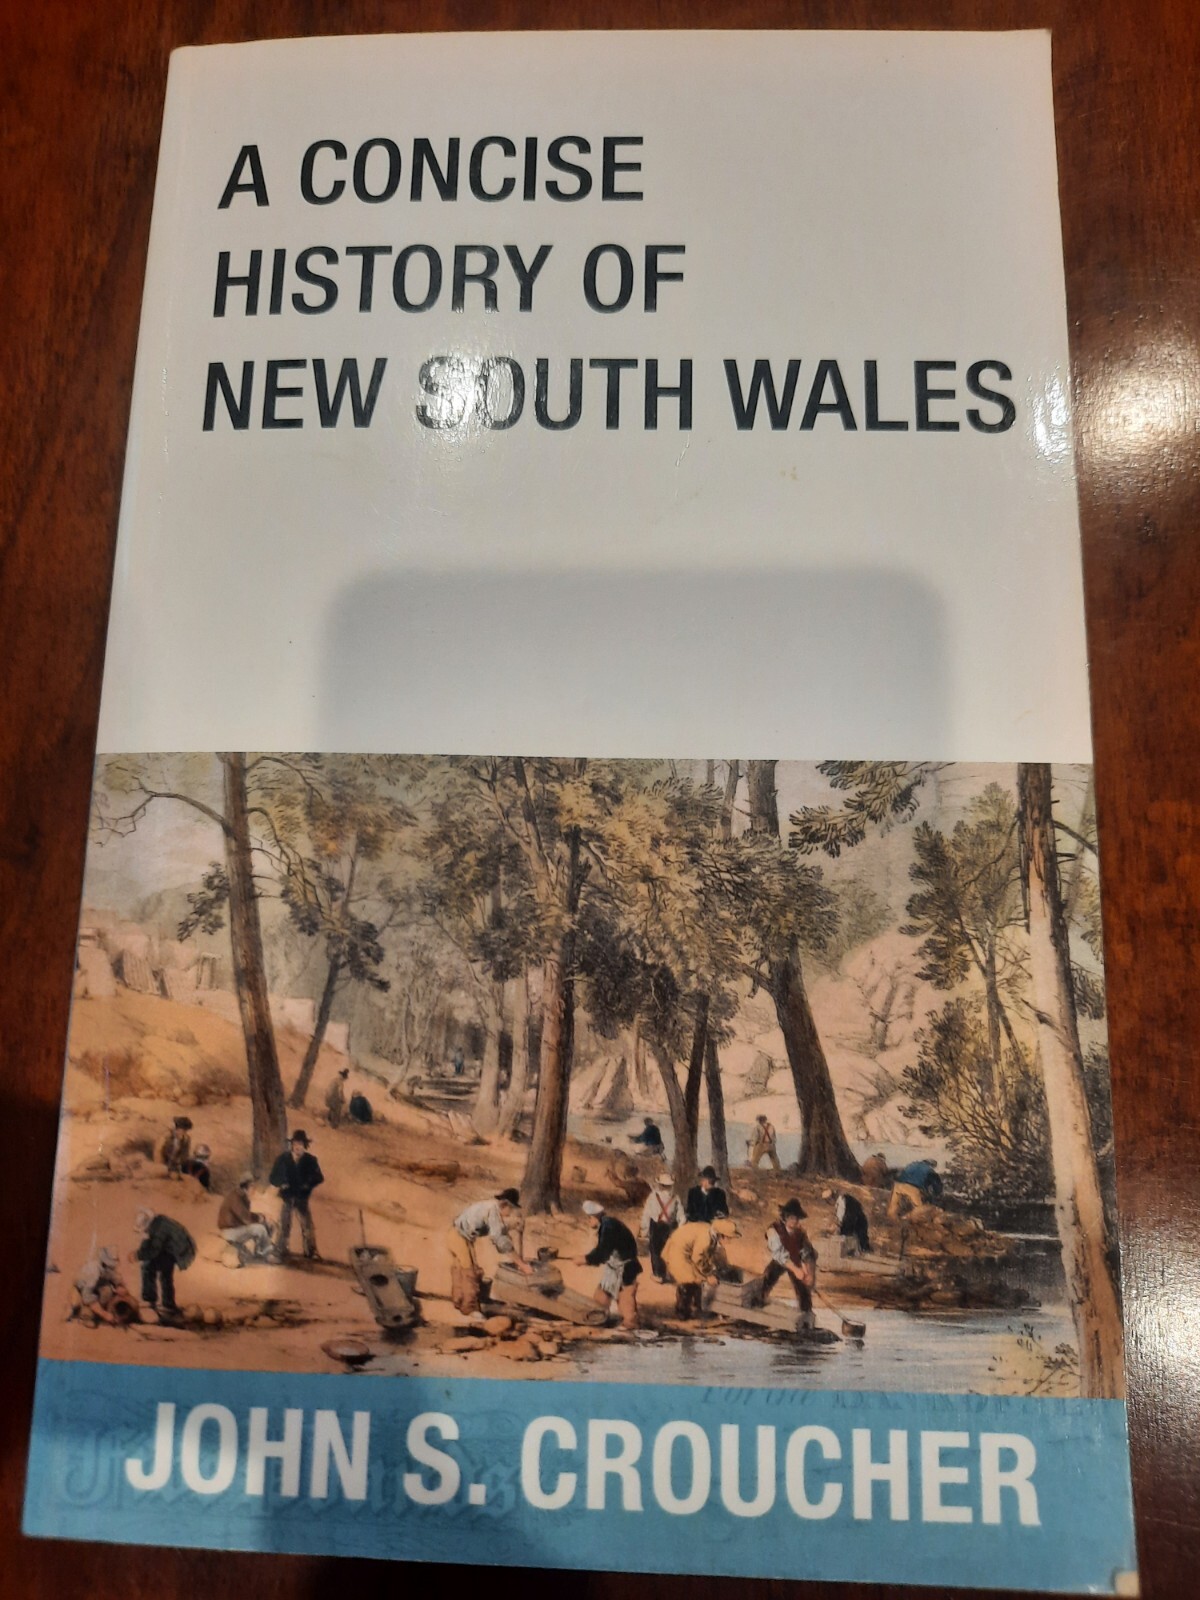 A CONCISE
HISTORY OF
NEW SOUTH WALES
JOHN S. CROUCHER